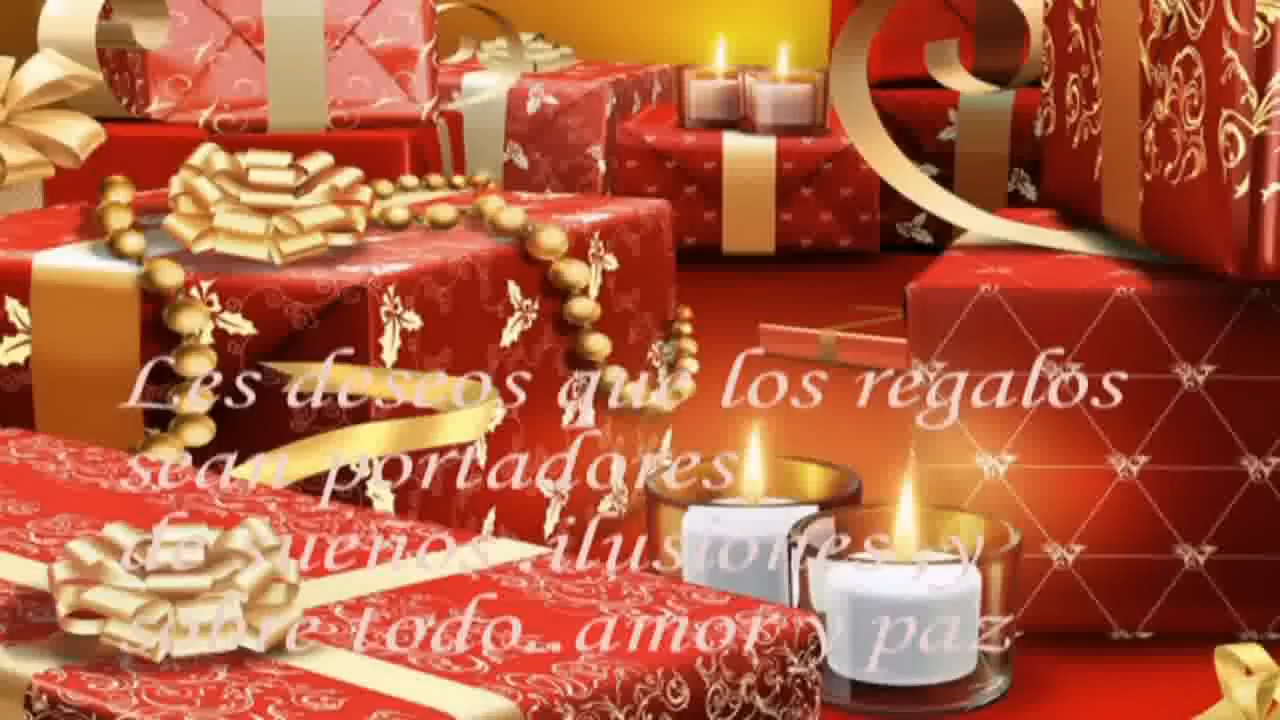 Les deseos que los regalos
sean portadores
de sueños .ilusiones ,y
sobre todo..amor y paz